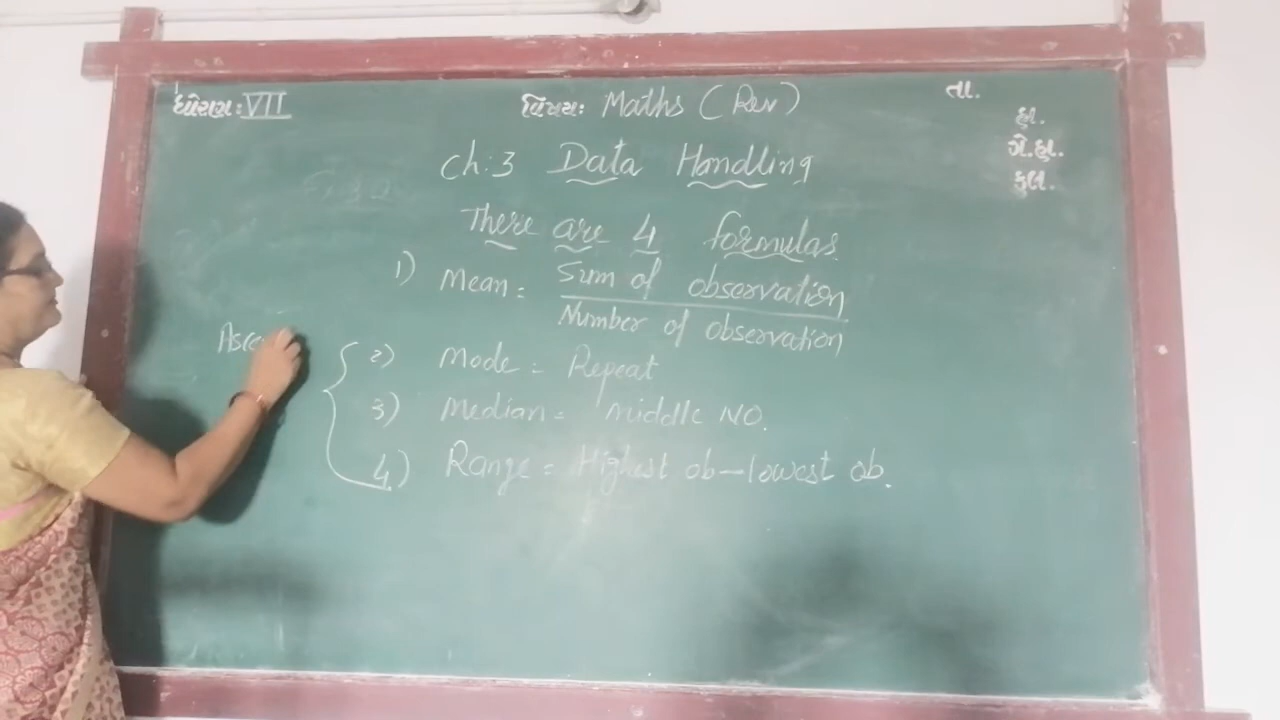 ધોરણ: VII
વિષય: Maths (Rev)
તા.
હા.
ગે.હા.
કુલ.
Ch:3 Data Handling
There are 4 formulas.
1) Mean = Sum of observation
Number of observation
Asce
2) Mode = Repeat
3) Median = middle NO.
4.) Range = Highest ob – lowest ob.